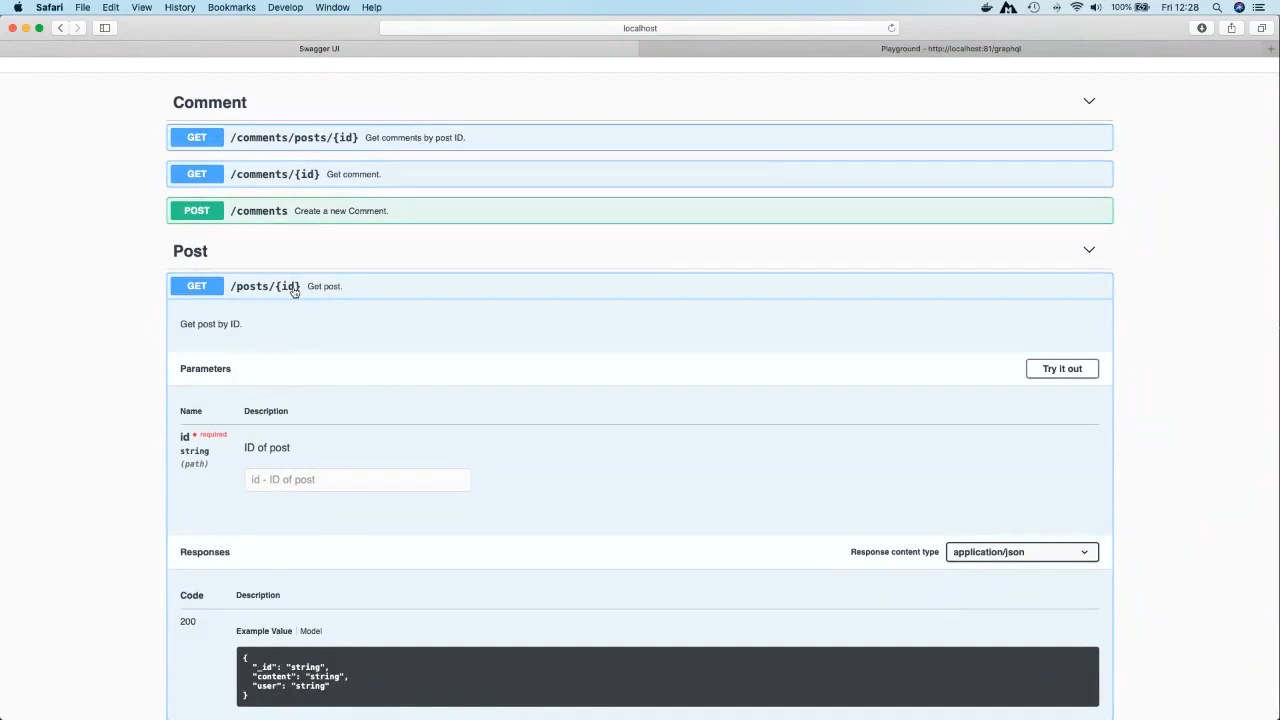 Safari File Edit View History Bookmarks Develop Window Help 100% Fri 12:28
localhost
Swagger UI Playground - http://localhost:81/graphql
Comment
GET /comments/posts/{id} Get comments by post ID.
GET /comments/{id} Get comment.
POST /comments Create a new Comment.
Post
GET /posts/{id} Get post.
Get post by ID.
Parameters Try it out
Name Description
id * required
string
(path)
ID of post
id - ID of post
Responses Response content type application/json
Code Description
200
Example Value | Model
{
"_id": "string",
"content": "string",
"user": "string"
}